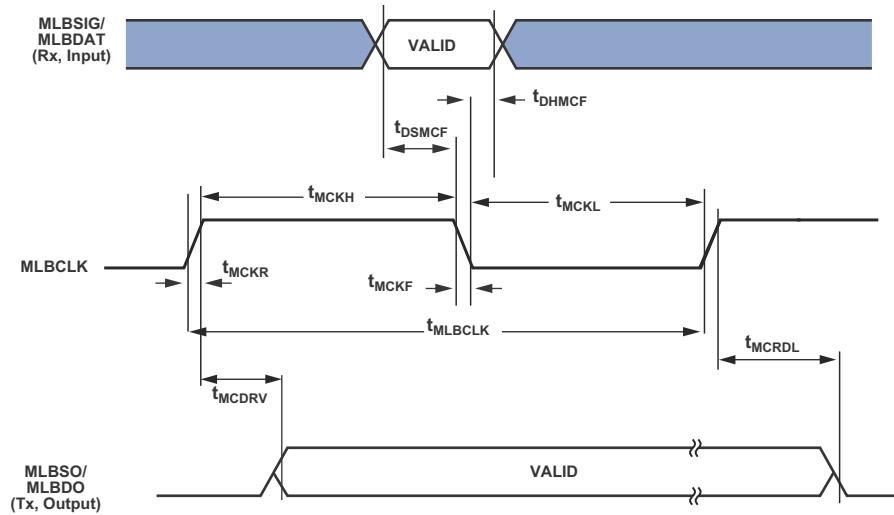 MLBSIG/
MLBDAT
(Rx, Input)
VALID
tDHMCF
tDSMCF
tMCKH
tMCKL
MLBCLK
tMCKR
tMCKF
tMLBCLK
tMCRDL
tMCDRV
MLBSO/
MLBDO
(Tx, Output)
VALID